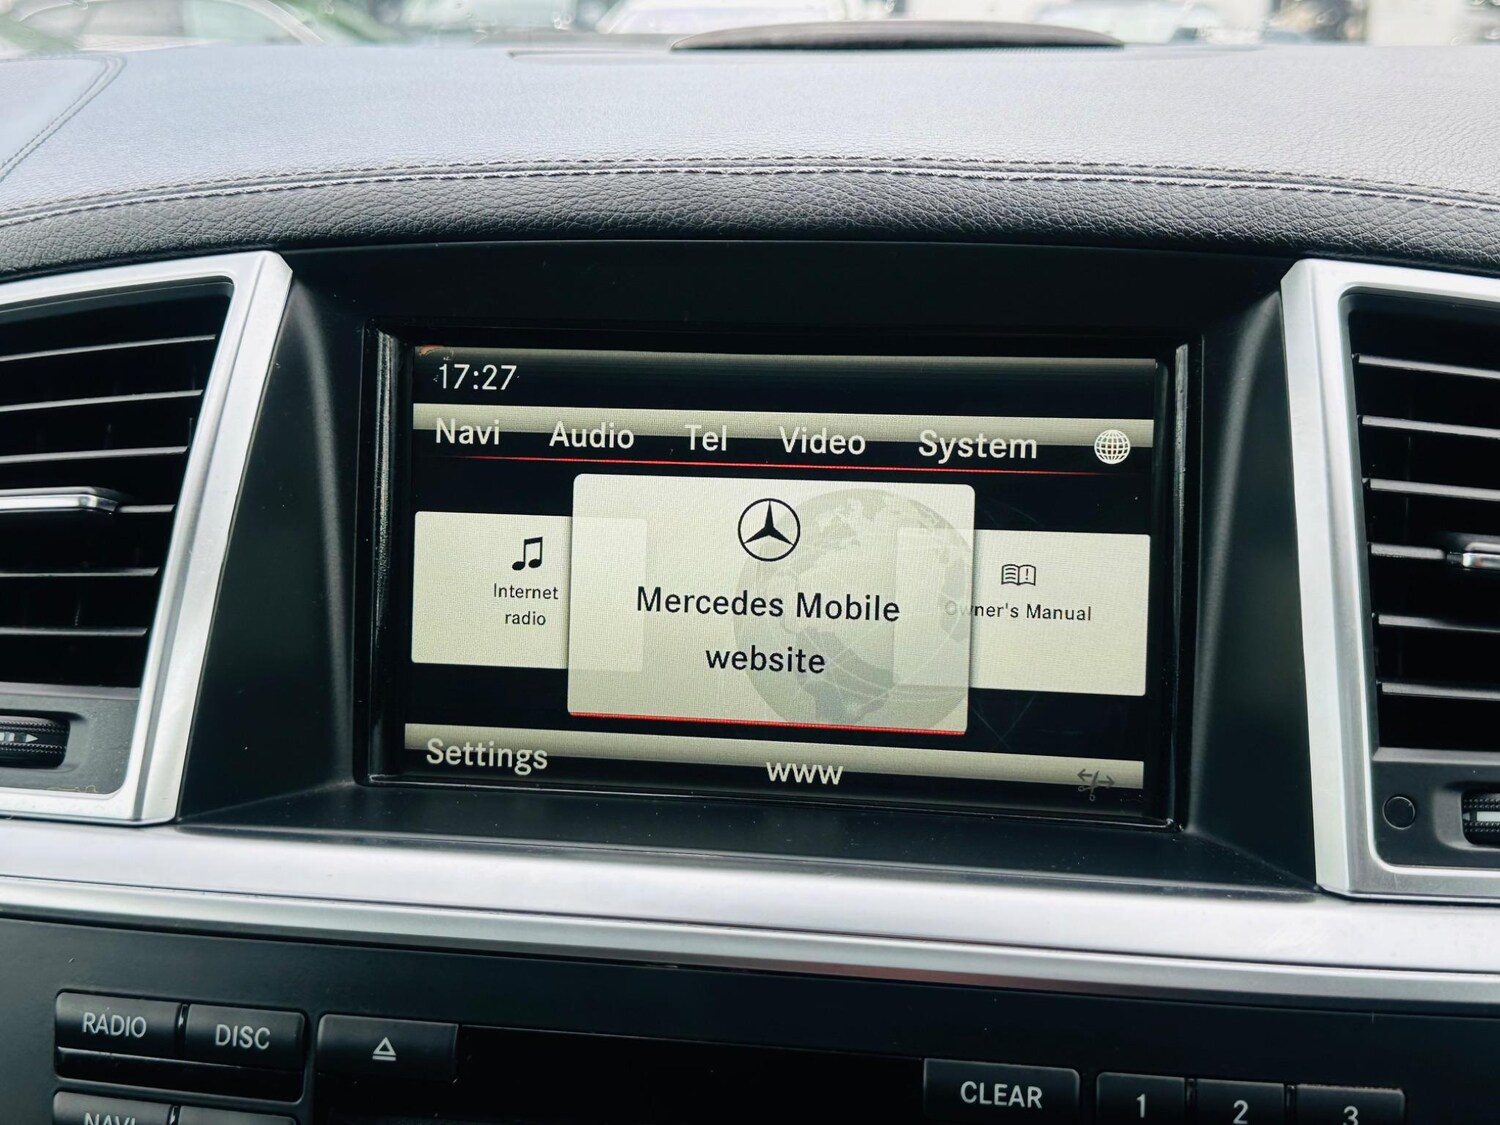 17:27
Navi Audio Tel Video System
Internet
radio
Mercedes Mobile
website
Owner's Manual
Settings www
RADIO DISC CLEAR 1 2 3
NAVI